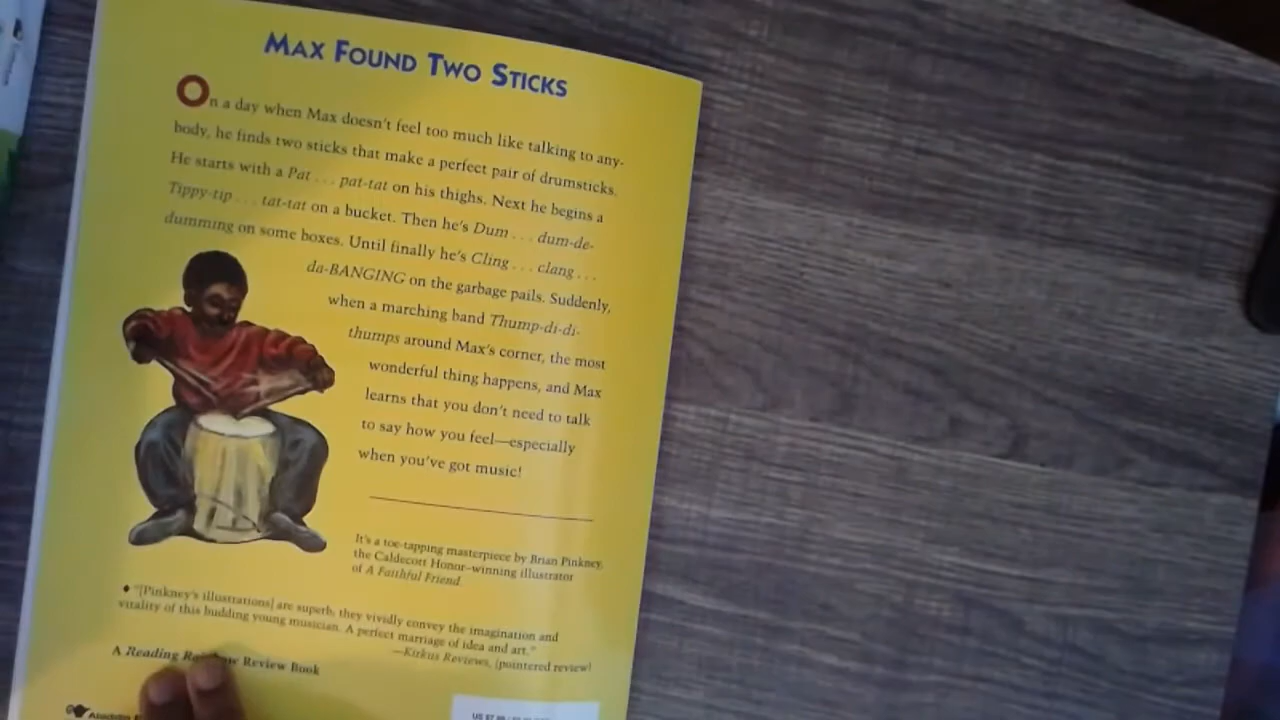 MAX FOUND TWO STICKS
On a day when Max doesn't feel too much like talking to any-
body, he finds two sticks that make a perfect pair of drumsticks.
He starts with a Pat . . . pat-tat on his thighs. Next he begins a
Tippy-tip . . . tat-tat on a bucket. Then he's Dum . . . dum-de-
dumming on some boxes. Until finally he's Cling . . . clang . . .
da-BANGING on the garbage pails. Suddenly,
when a marching band Thump-di-di-
thumps around Max's corner, the most
wonderful thing happens, and Max
learns that you don't need to talk
to say how you feel—especially
when you've got music!
It's a toe-tapping masterpiece by Brian Pinkney,
the Caldecott Honor–winning illustrator
of A Faithful Friend
♦ "[Pinkney's illustrations] are superb, they vividly convey the imagination and
vitality of this budding young musician. A perfect marriage of idea and art."
—Kirkus Reviews, (pointered review)
A Reading Rainbow Review Book
Aladdin
US